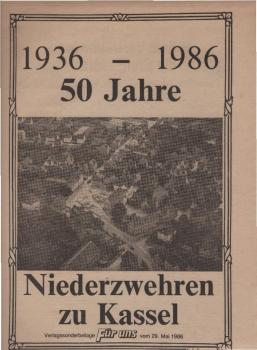 1936 – 1986
50 Jahre
Niederzwehren
zu Kassel
Verlagssonderbeilage für uns vom 29. Mai 1986